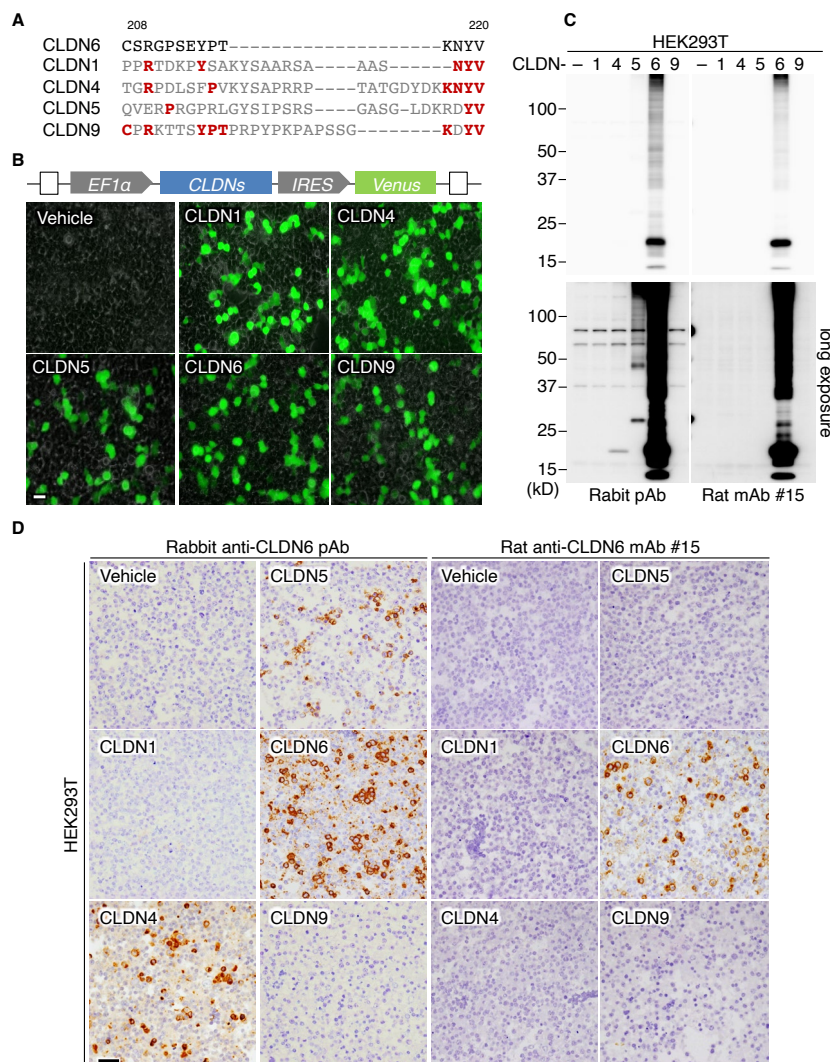 A
208 220
CLDN6 CSRGPSEYPT----------------------KNYV
CLDN1 PPRTDKPYSAKYSAARSA----AAS-------NYV
CLDN4 TGRPDLSFPVKYSAPRR-----PTATGDYDKKNYV
CLDN5 QVERPRGPRLGYSIPSRS----GASG-LDKRDYV
CLDN9 CPRKTTSYPTPRPYPKPAPSSG---------KDYV
B
EF1α CLDNs IRES Venus
Vehicle CLDN1 CLDN4
CLDN5 CLDN6 CLDN9
C
HEK293T
CLDN- – 1 4 5 6 9 – 1 4 5 6 9
100
50
37
25
15
100
50
37
25
15
(kD)
long exposure
Rabit pAb Rat mAb #15
D
Rabbit anti-CLDN6 pAb Rat anti-CLDN6 mAb #15
HEK293T
Vehicle CLDN5 Vehicle CLDN5
CLDN1 CLDN6 CLDN1 CLDN6
CLDN4 CLDN9 CLDN4 CLDN9